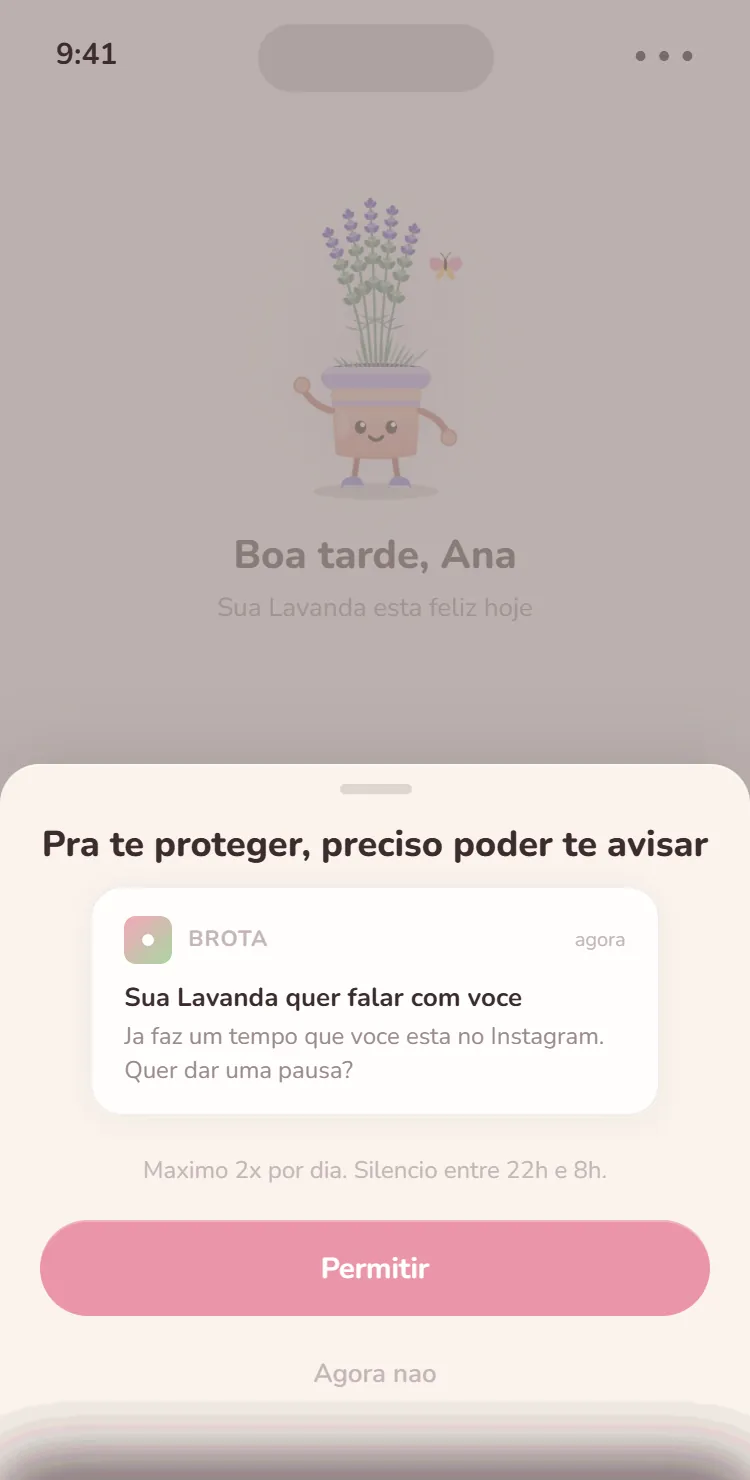 9:41
Boa tarde, Ana
Sua Lavanda esta feliz hoje
Pra te proteger, preciso poder te avisar
BROTA
agora
Sua Lavanda quer falar com voce
Ja faz um tempo que voce esta no Instagram.
Quer dar uma pausa?
Maximo 2x por dia. Silencio entre 22h e 8h.
Permitir
Agora nao